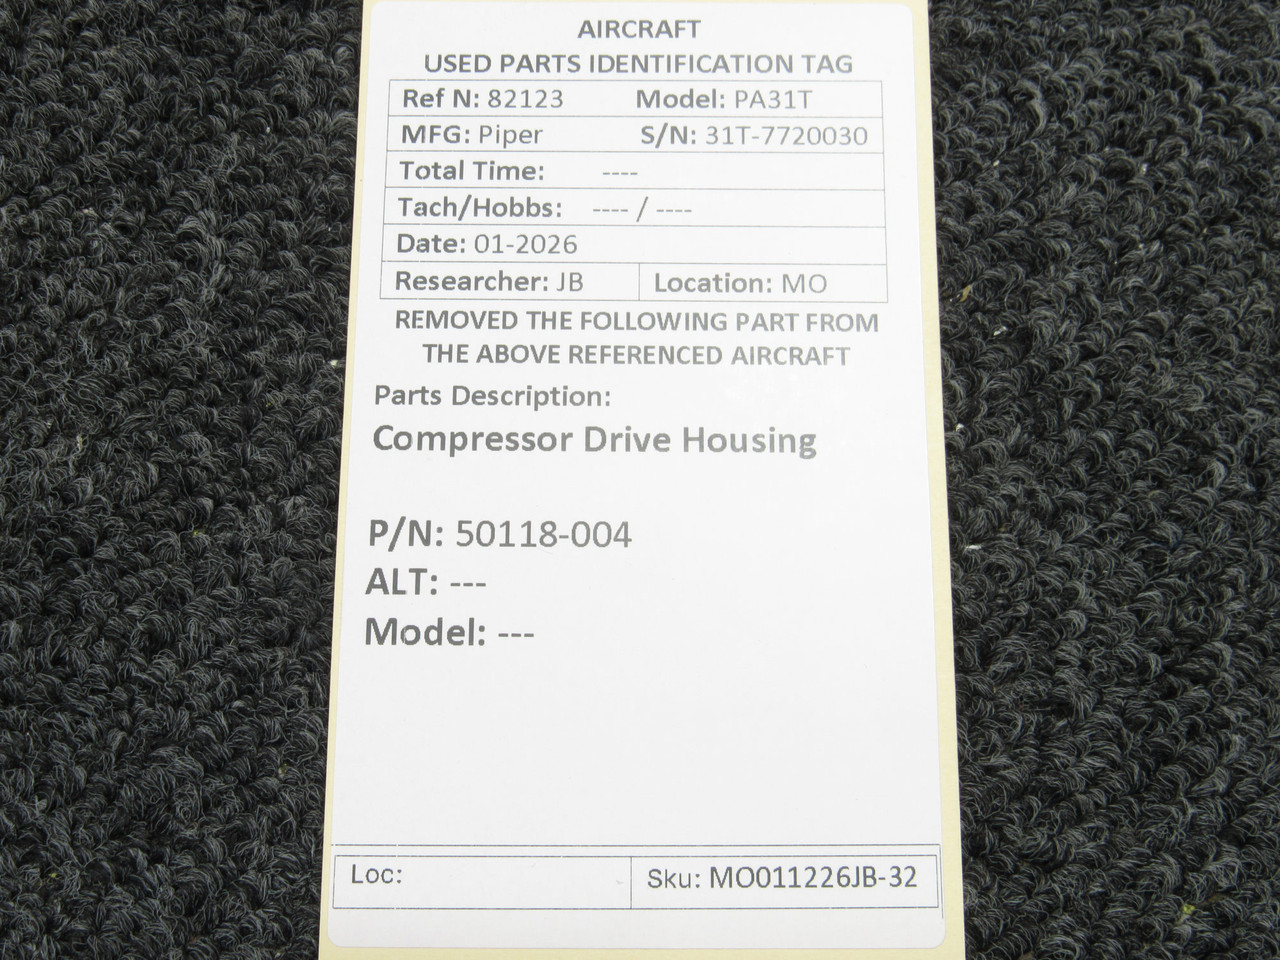 AIRCRAFT
USED PARTS IDENTIFICATION TAG
Ref N: 82123 Model: PA31T
MFG: Piper S/N: 31T-7720030
Total Time: ----
Tach/Hobbs: ---- / ----
Date: 01-2026
Researcher: JB Location: MO
REMOVED THE FOLLOWING PART FROM
THE ABOVE REFERENCED AIRCRAFT
Parts Description:
Compressor Drive Housing
P/N: 50118-004
ALT: ---
Model: ---
Loc: Sku: MO011226JB-32